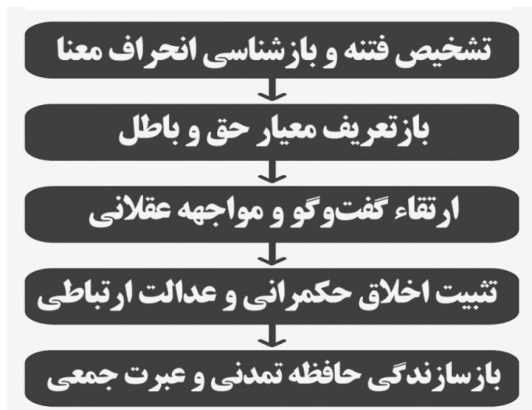 تشخیص فتنه و بازشناسی انحراف معنا
بازتعریف معیار حق و باطل
ارتقاء گفت‌وگو و مواجهه عقلانی
تثبیت اخلاق حکمرانی و عدالت ارتباطی
بازسازندگی حافظه تمدنی و عبرت جمعی